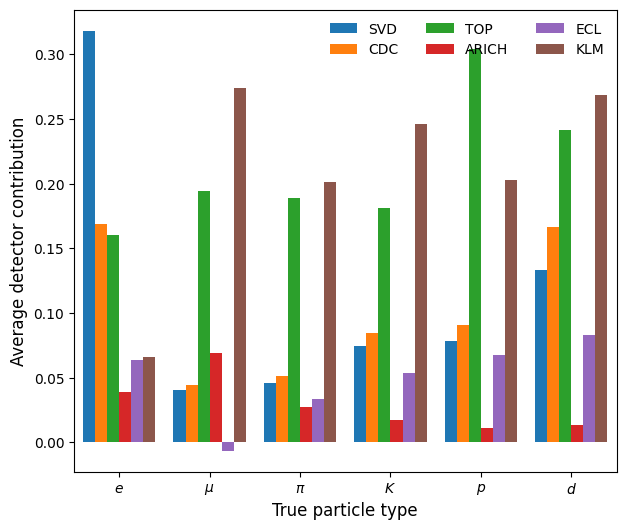 SVD TOP ECL
CDC ARICH KLM
0.30
0.25
0.20
0.15
0.10
0.05
0.00
Average detector contribution
e μ π K p d
True particle type